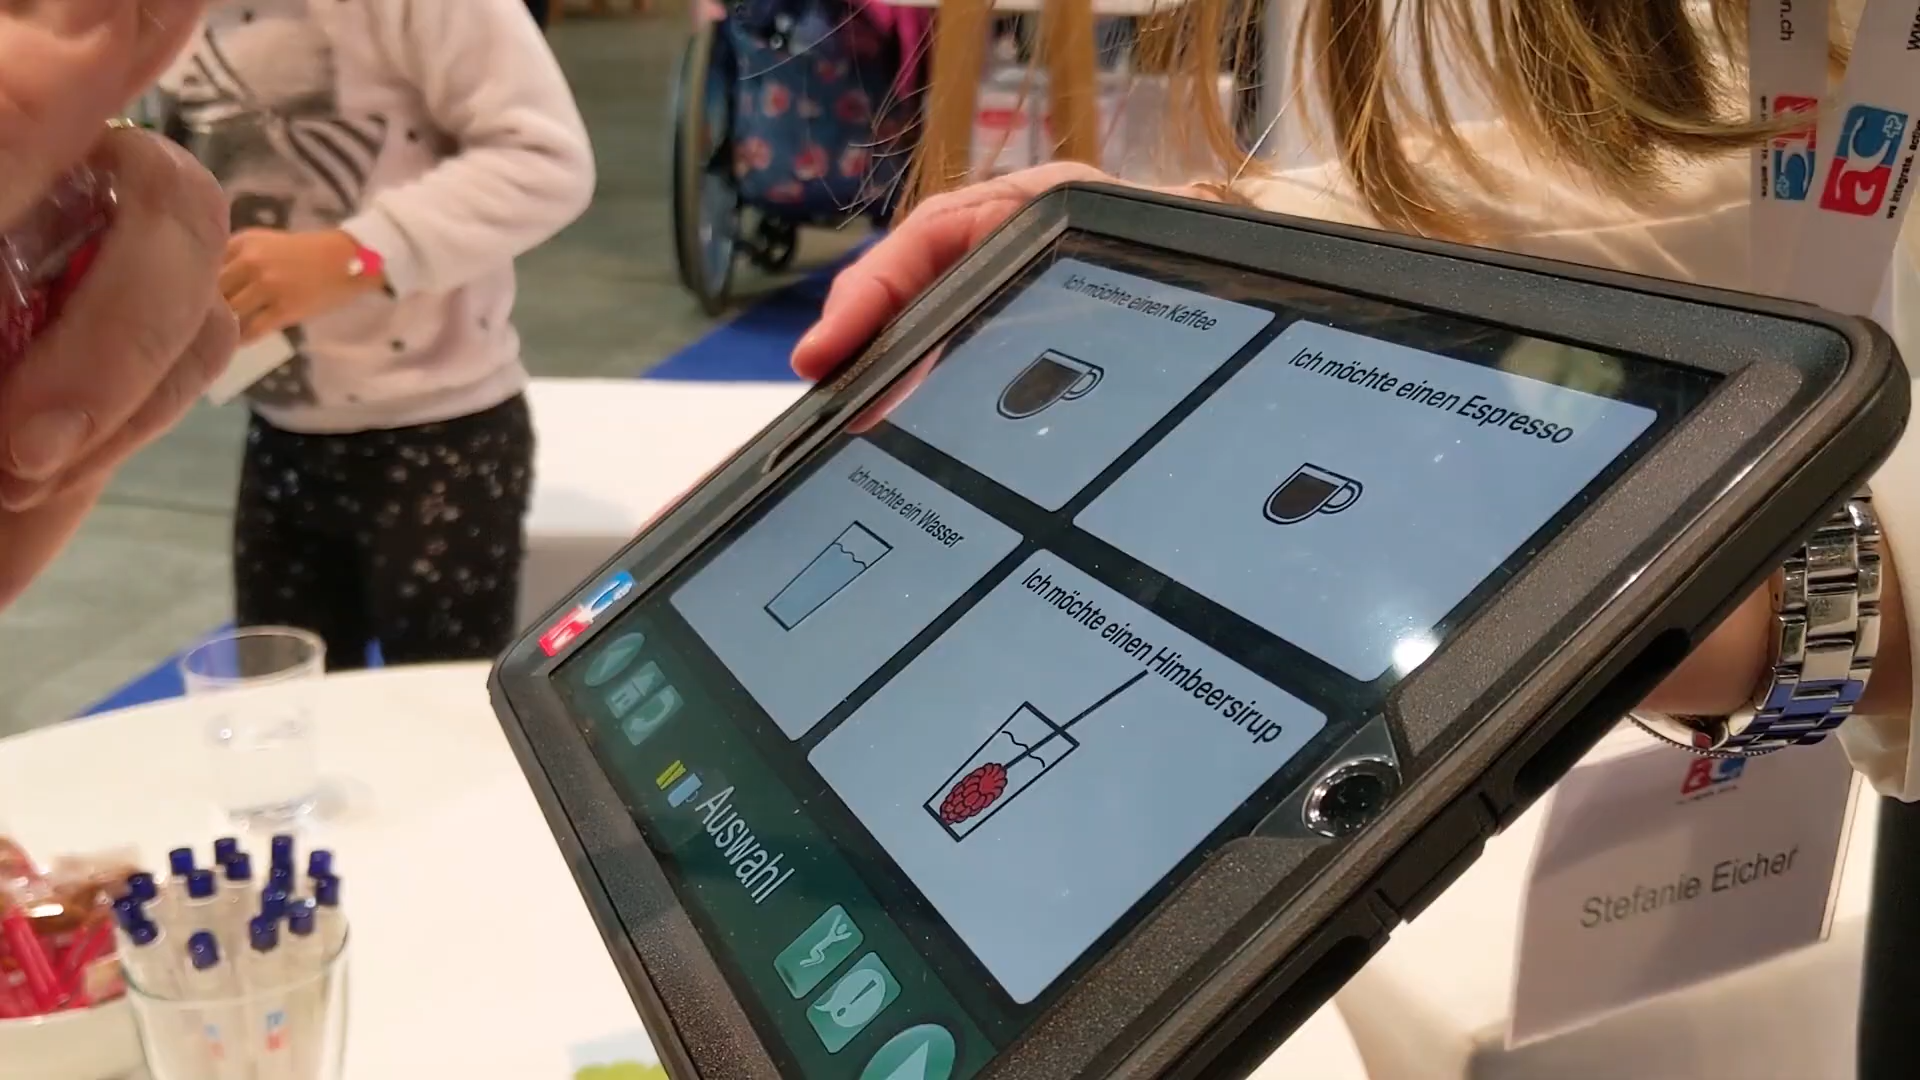 Ich möchte einen Kaffee
Ich möchte einen Espresso
Ich möchte ein Wasser
Ich möchte einen Himbeersirup
Auswahl
Stefanie Eicher